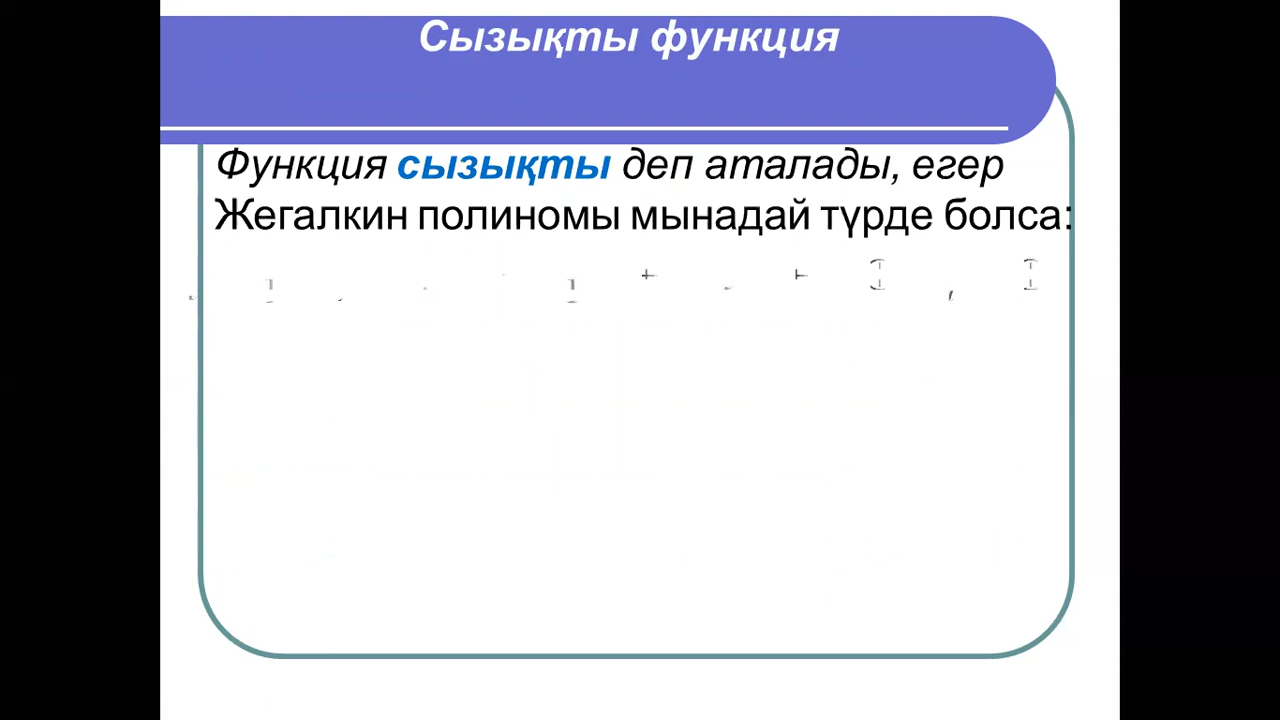 Сызықты функция
Функция сызықты деп аталады, егер
Жегалкин полиномы мынадай түрде болса: